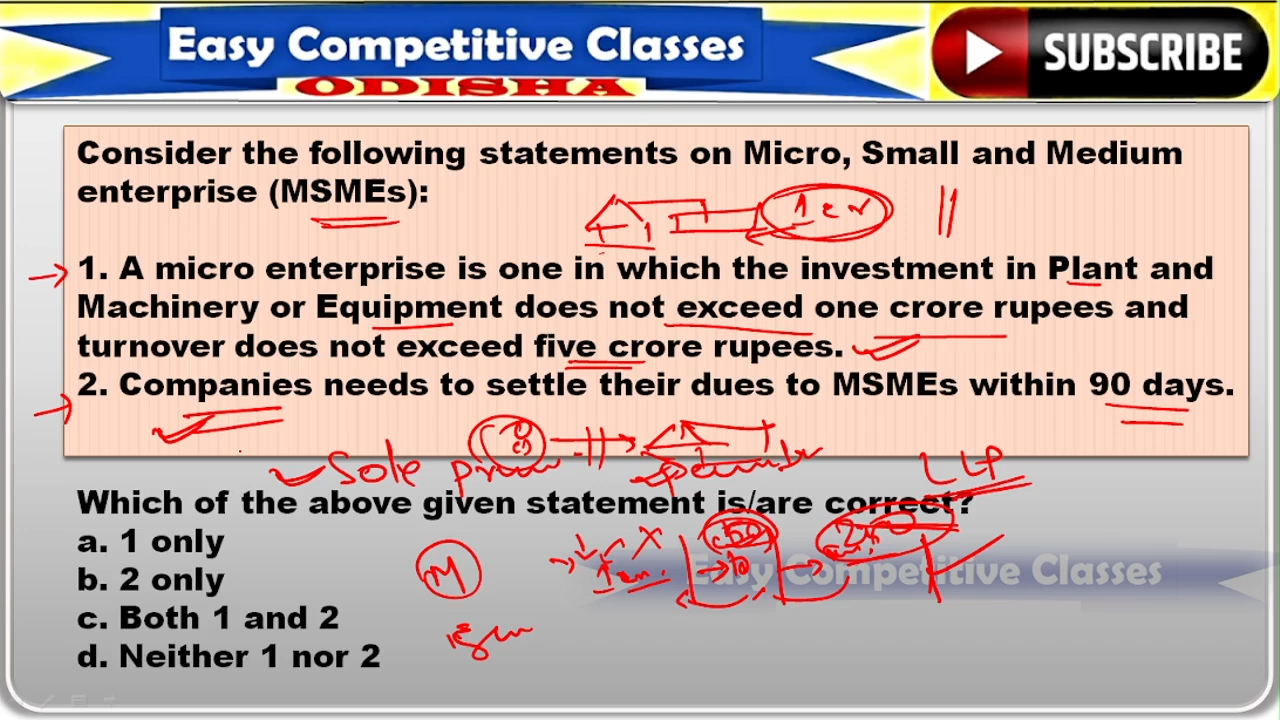 Easy Competitive Classes
ODISHA
SUBSCRIBE
Consider the following statements on Micro, Small and Medium
enterprise (MSMEs):
1. A micro enterprise is one in which the investment in Plant and
Machinery or Equipment does not exceed one crore rupees and
turnover does not exceed five crore rupees.
2. Companies needs to settle their dues to MSMEs within 90 days.
Sole
LLP
Which of the above given statement is/are correct?
a. 1 only
b. 2 only
c. Both 1 and 2
d. Neither 1 nor 2
Easy Competitive Classes